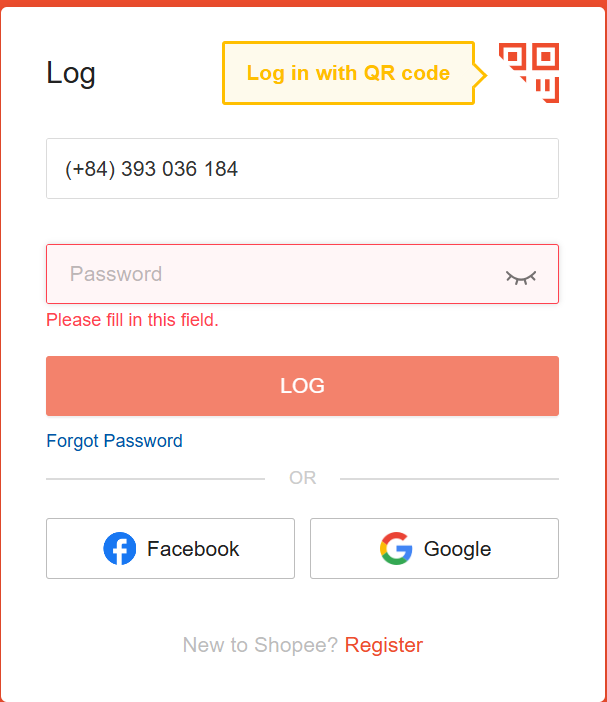 Log
Log in with QR code
(+84) 393 036 184
Password
Please fill in this field.
LOG
Forgot Password
OR
Facebook
Google
New to Shopee? Register